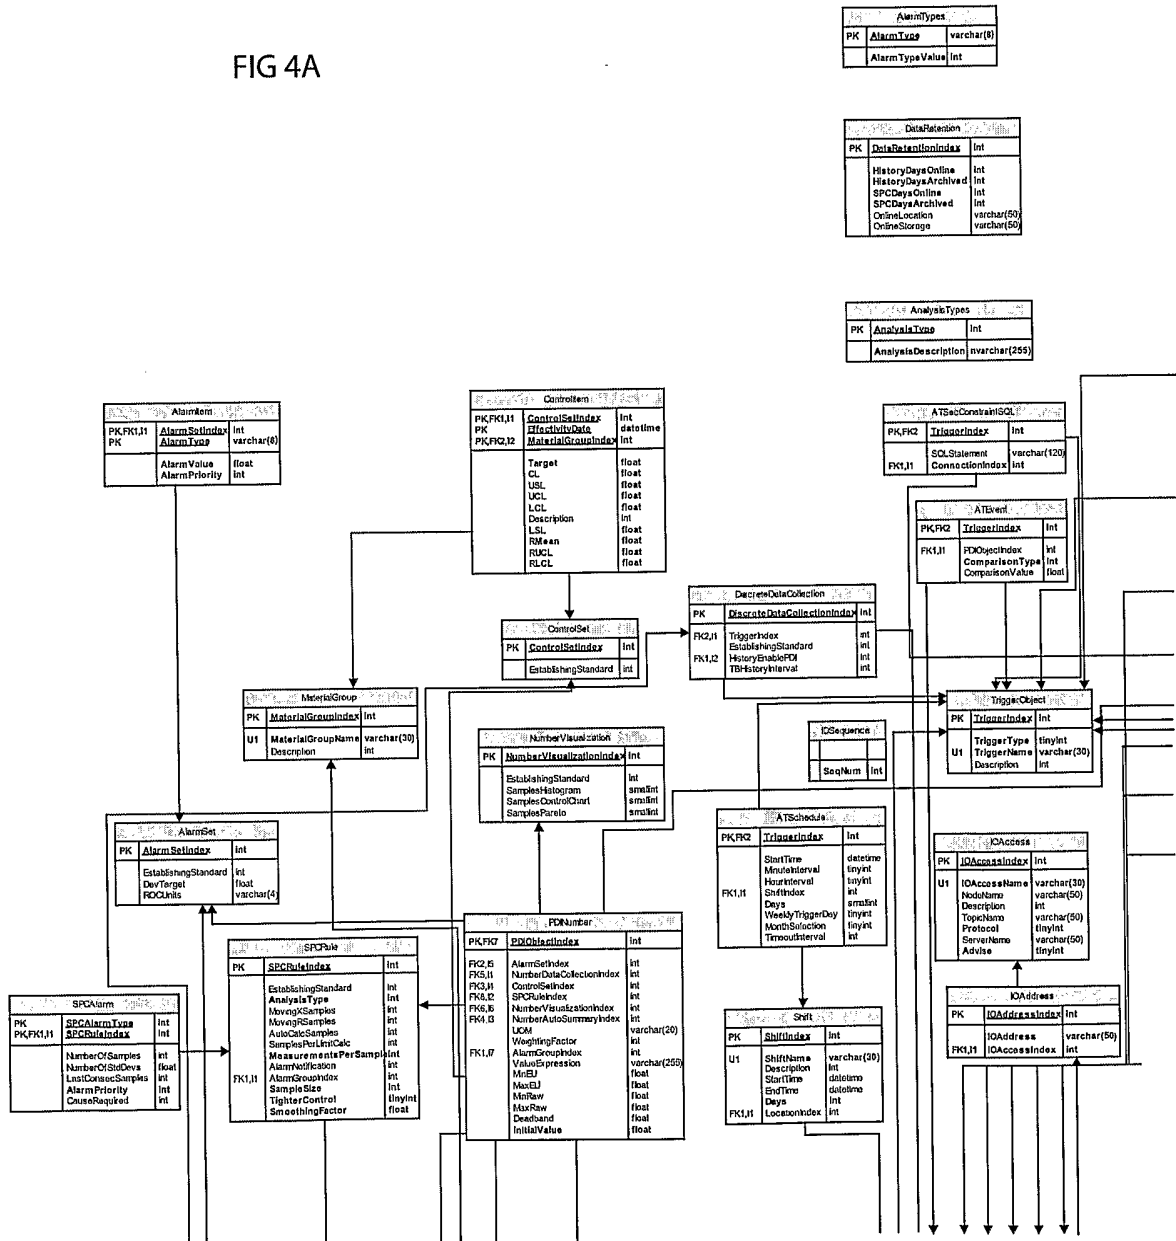 FIG 4A
AlarmTypes
PK AlarmType varchar(8)
AlarmTypeValue int
DataRetention
PK DataRetentionIndex int
HistoryDaysOnline int
HistoryDaysArchived int
SPCDaysOnline int
SPCDaysArchived int
OnlineLocation varchar(50)
OnlineStorage varchar(50)
AnalysisTypes
PK AnalysisType int
AnalysisDescription nvarchar(255)
AlarmItem
PK,FK1,I1 AlarmSetIndex int
PK AlarmType varchar(8)
AlarmValue float
AlarmPriority int
ControlItem
PK,FK1,I1 ControlSetIndex int
PK EffectivityDate datetime
PK,FK2,I2 MaterialGroupIndex int
Target float
CL float
USL float
UCL float
LCL float
Description int
LSL float
RMean float
RUCL float
RLCL float
ATSecConstraintSQL
PK,FK2 TriggerIndex int
SQLStatement varchar(120)
FK1,I1 ConnectionIndex int
ATEvent
PK,FK2 TriggerIndex int
FK1,I1 PDIObjectIndex int
ComparisonType int
ComparisonValue float
DiscreteDataCollection
PK DiscreteDataCollectionIndex int
FK2,I1 TriggerIndex int
EstablishingStandard int
FK1,I2 HistoryEnablePDI int
TBHistoryInterval int
ControlSet
PK ControlSetIndex int
EstablishingStandard int
MaterialGroup
PK MaterialGroupIndex int
U1 MaterialGroupName varchar(30)
Description int
TriggerObject
PK TriggerIndex int
TriggerType tinyint
U1 TriggerName varchar(30)
Description int
NumberVisualization
PK NumberVisualizationIndex int
EstablishingStandard int
SamplesHistogram smallint
SamplesControlChart smallint
SamplesPareto smallint
IDSequence
SeqNum int
AlarmSet
PK AlarmSetIndex int
EstablishingStandard int
DevTarget float
ROCUnits varchar(4)
ATSchedule
PK,FK2 TriggerIndex int
StartTime datetime
MinuteInterval tinyint
HourInterval tinyint
FK1,I1 ShiftIndex int
Days smallint
WeeklyTriggerDay tinyint
MonthSelection tinyint
TimeoutInterval int
IOAccess
PK IOAccessIndex int
U1 IOAccessName varchar(30)
NodeName varchar(50)
Description int
TopicName varchar(50)
Protocol tinyint
ServerName varchar(50)
Advise tinyint
PDINumber
PK,FK7 PDIObjectIndex int
FK2,I5 AlarmSetIndex int
FK5,I1 NumberDataCollectionIndex int
FK3,I4 ControlSetIndex int
FK8,I2 SPCRuleIndex int
FK6,I6 NumberVisualizationIndex int
FK4,I3 NumberAutoSummaryIndex int
UOM varchar(20)
WeightingFactor int
FK1,I7 AlarmGroupIndex int
ValueExpression varchar(255)
MinEU float
MaxEU float
MinRaw float
MaxRaw float
Deadband float
InitialValue float
SPCRule
PK SPCRuleIndex int
EstablishingStandard int
AnalysisType int
MovingXSamples int
MovingRSamples int
AutoCalcSamples int
SamplesPerLimitCalc int
MeasurementsPerSample int
AlarmNotification int
FK1,I1 AlarmGroupIndex int
SampleSize int
TighterControl tinyint
SmoothingFactor float
SPCAlarm
PK SPCAlarmType int
PK,FK1,I1 SPCRuleIndex int
NumberOfSamples int
NumberOfStdDevs float
LastConsecSamples int
AlarmPriority int
CauseRequired int
IOAddress
PK IOAddressIndex int
IOAddress varchar(50)
FK1,I1 IOAccessIndex int
Shift
PK ShiftIndex int
U1 ShiftName varchar(30)
Description int
StartTime datetime
EndTime datetime
Days int
FK1,I1 LocationIndex int